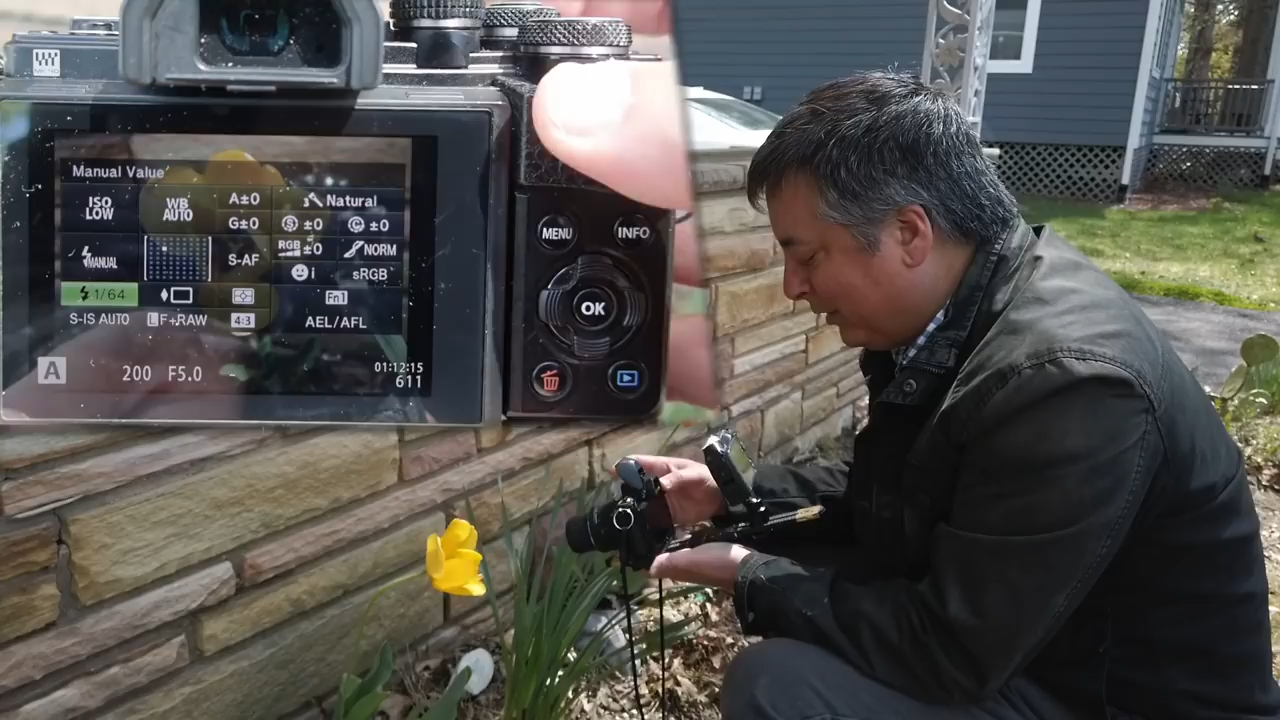 Manual Value
ISO LOW
WB AUTO
A±0
G±0
Natural
S ±0
C ±0
MANUAL
S-AF
RGB ±0
NORM
i
sRGB
1/64
Fn1
S-IS AUTO
LF+RAW
4:3
AEL/AFL
A
200 F5.0
01:12:15
611
MENU
INFO
OK